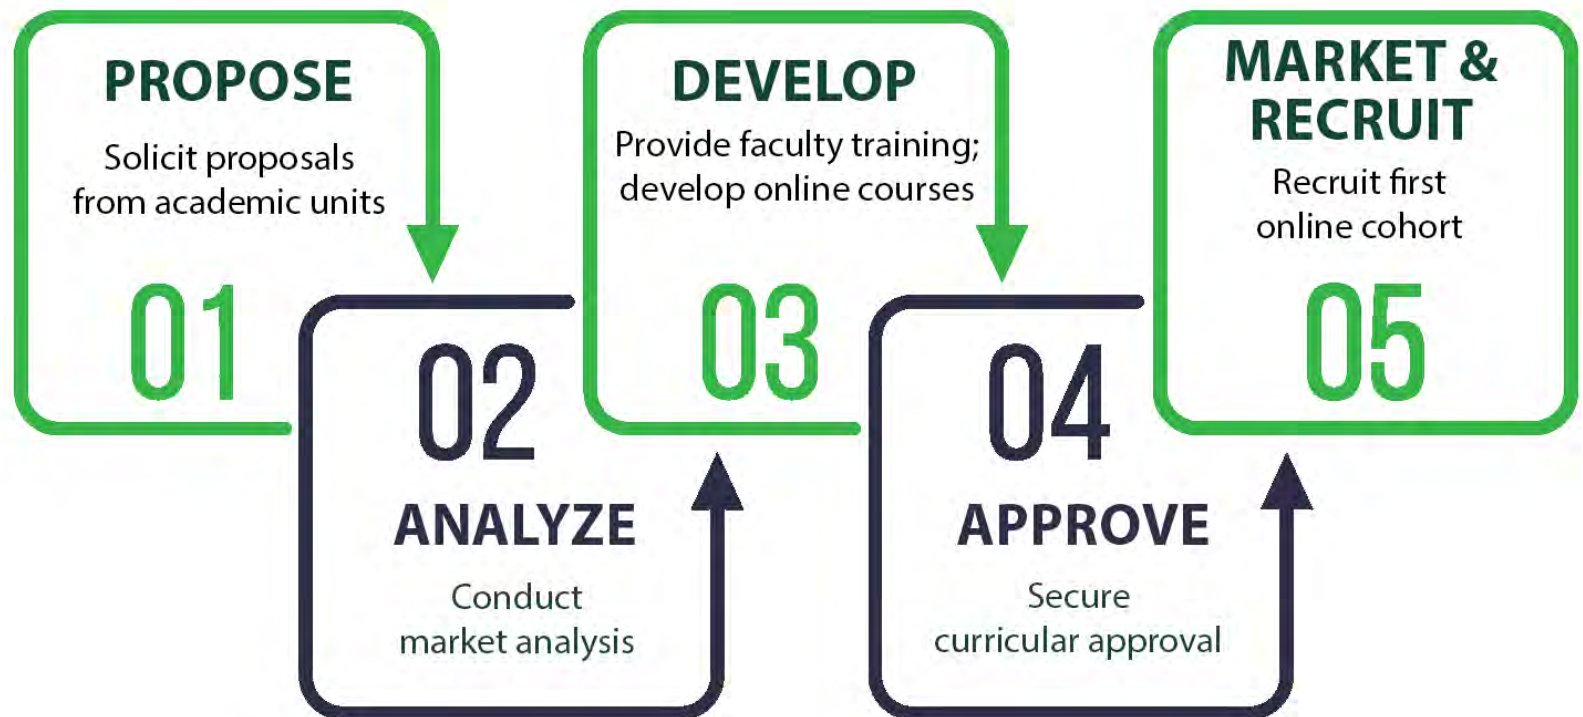 PROPOSE
Solicit proposals
from academic units
01
02
ANALYZE
Conduct
market analysis
DEVELOP
Provide faculty training;
develop online courses
03
04
APPROVE
Secure
curricular approval
MARKET &
RECRUIT
Recruit first
online cohort
05